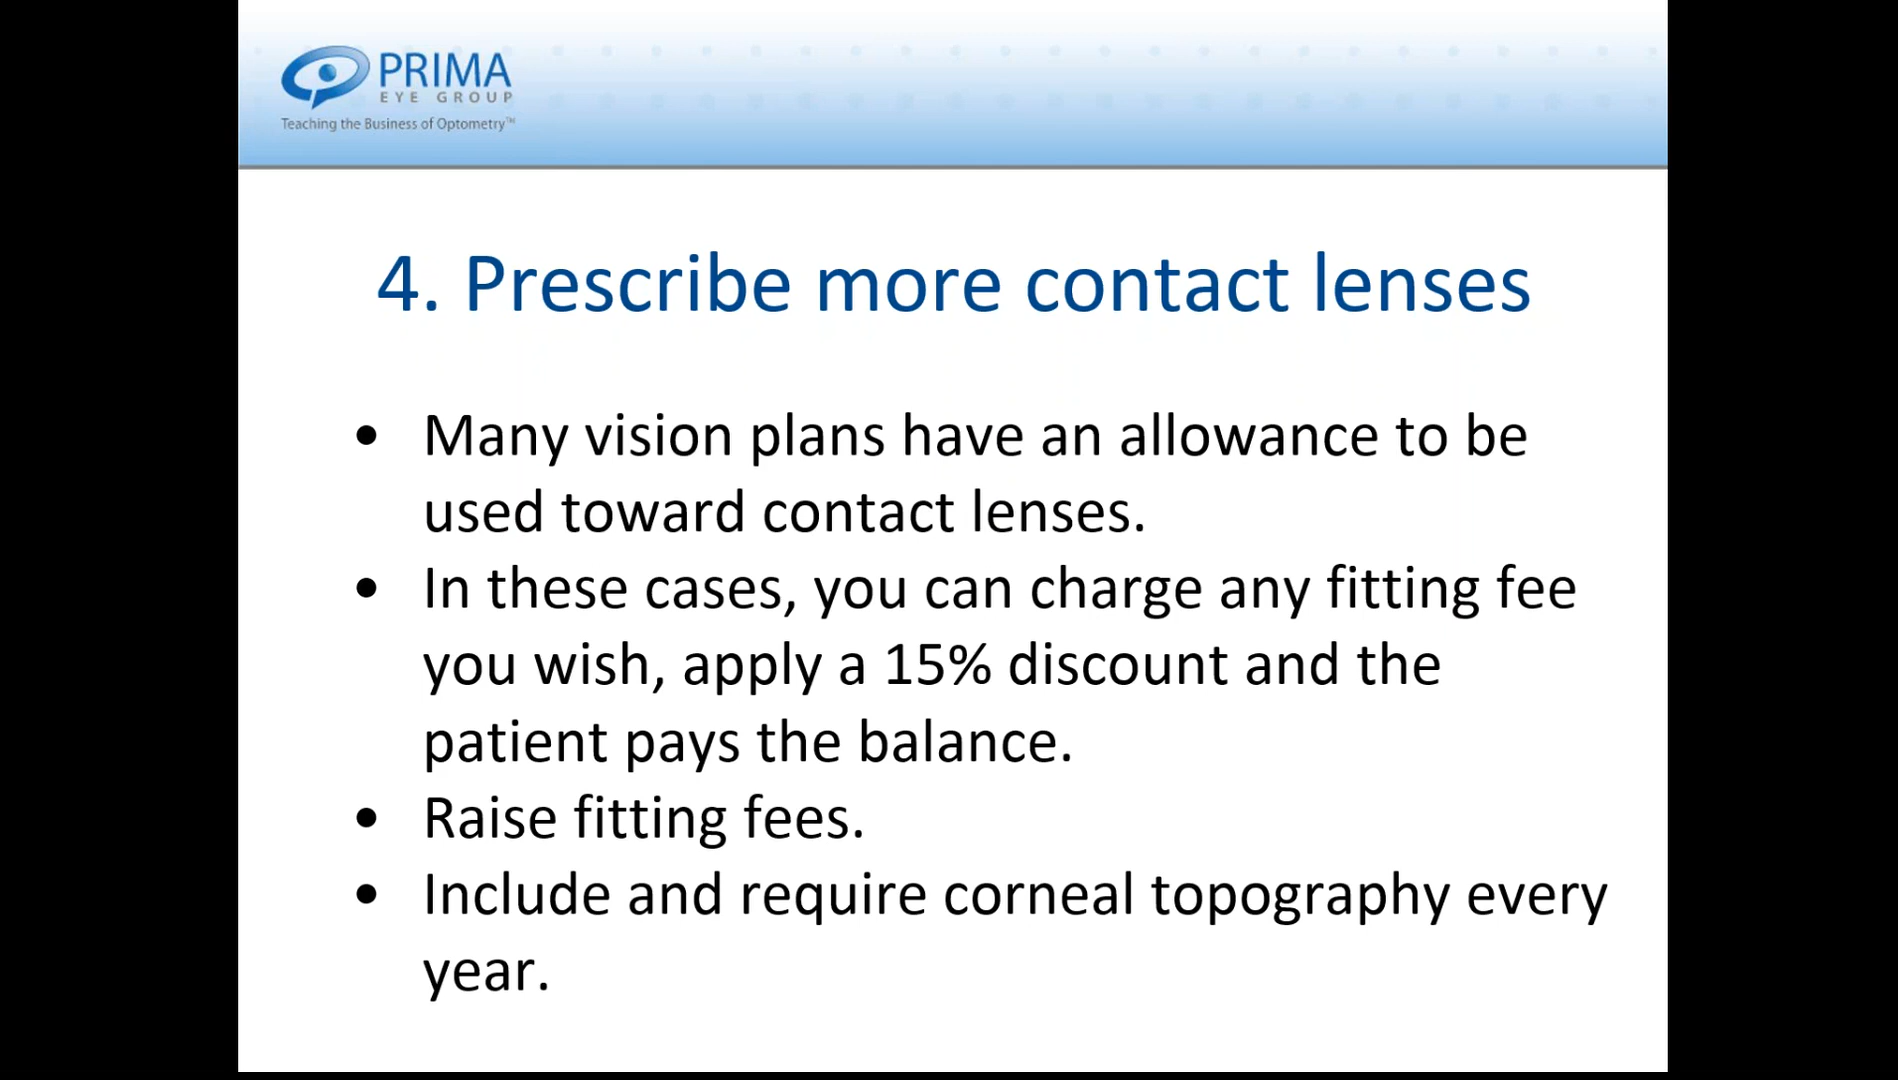 PRIMA
EYE GROUP
Teaching the Business of Optometry™
4. Prescribe more contact lenses
• Many vision plans have an allowance to be
used toward contact lenses.
• In these cases, you can charge any fitting fee
you wish, apply a 15% discount and the
patient pays the balance.
• Raise fitting fees.
• Include and require corneal topography every
year.